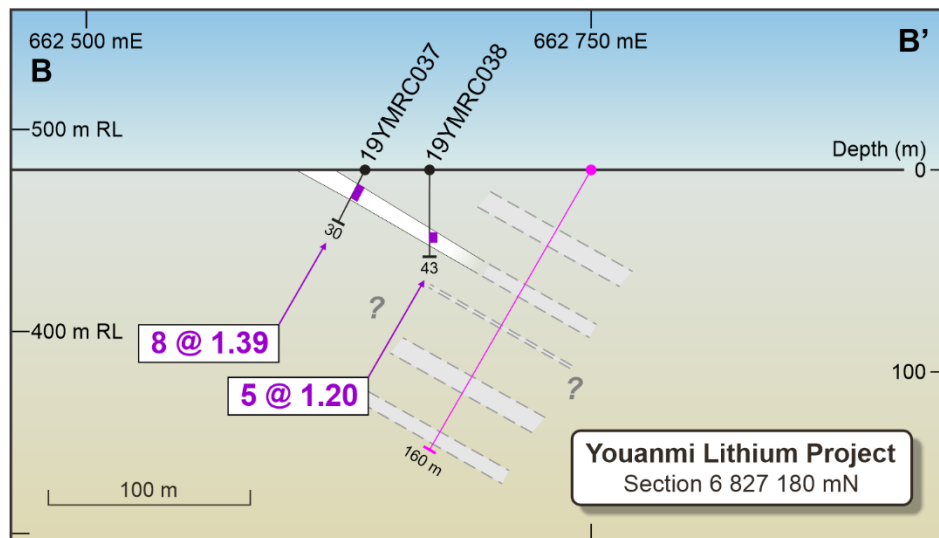 662 500 mE
662 750 mE
B
B’
19YMRC037
19YMRC038
500 m RL
Depth (m)
0
30
43
?
400 m RL
8 @ 1.39
100
5 @ 1.20
?
160 m
Youanmi Lithium Project
Section 6 827 180 mN
100 m